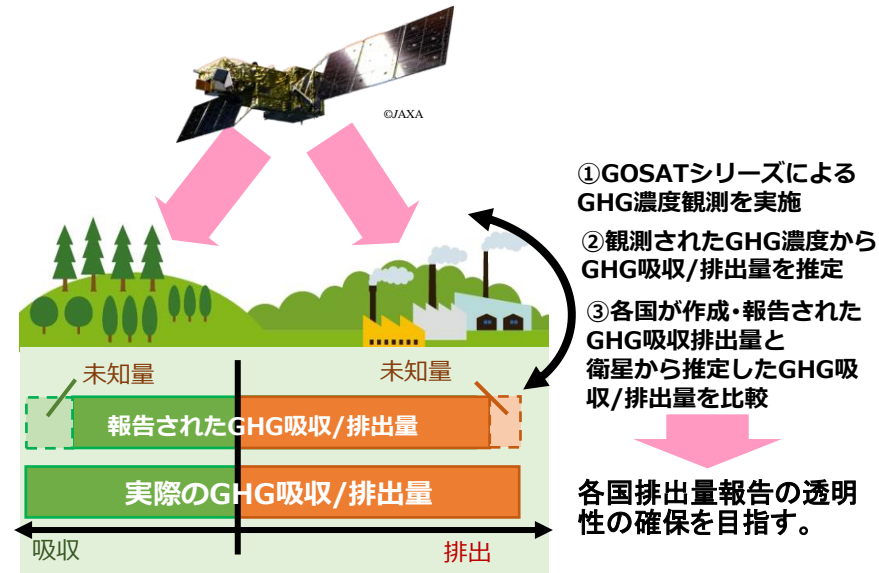 ©JAXA
①GOSATシリーズによる
GHG濃度観測を実施
②観測されたGHG濃度から
GHG吸収/排出量を推定
③各国が作成・報告された
GHG吸収排出量と
衛星から推定したGHG吸
収/排出量を比較
未知量
未知量
報告されたGHG吸収/排出量
実際のGHG吸収/排出量
吸収
排出
各国排出量報告の透明
性の確保を目指す。